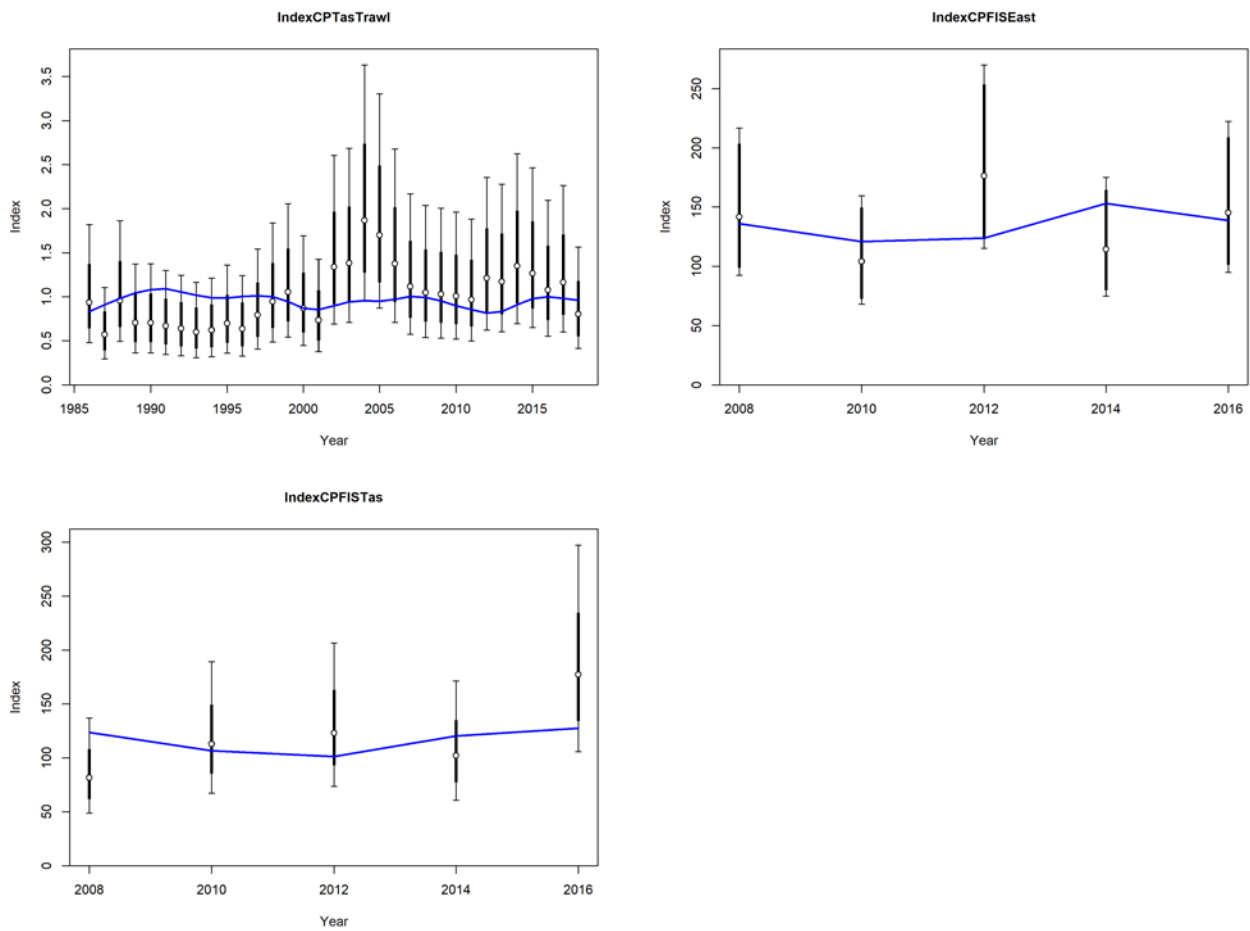 IndexCPTasTrawl
Index
0.0 0.5 1.0 1.5 2.0 2.5 3.0 3.5
1985 1990 1995 2000 2005 2010 2015
Year
IndexCPFISEast
0 50 100 150 200 250
2008 2010 2012 2014 2016
Year
Index
IndexCPFISTas
Index
0 50 100 150 200 250 300
2008 2010 2012 2014 2016
Year